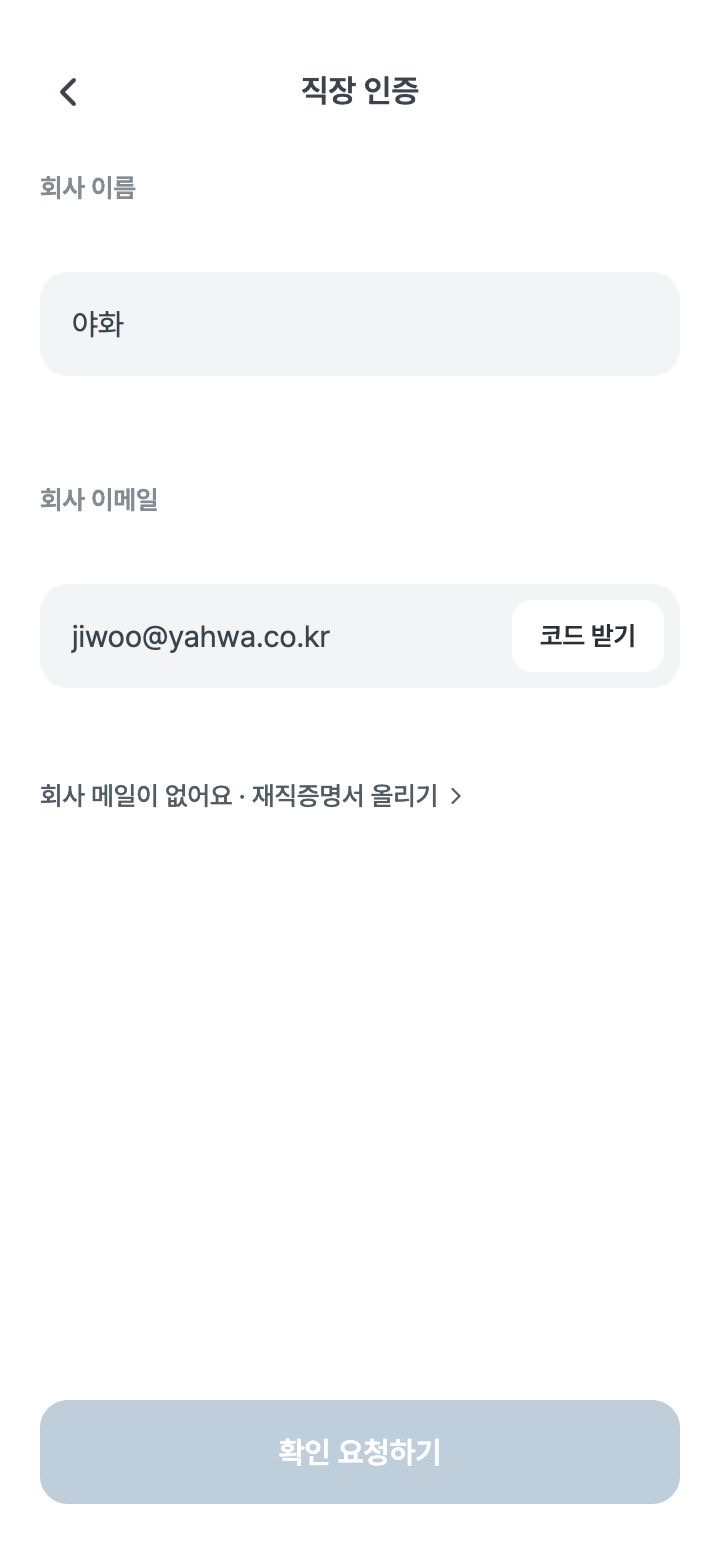 직장 인증
회사 이름
야화
회사 이메일
jiwoo@yahwa.co.kr 코드 받기
회사 메일이 없어요 · 재직증명서 올리기
확인 요청하기